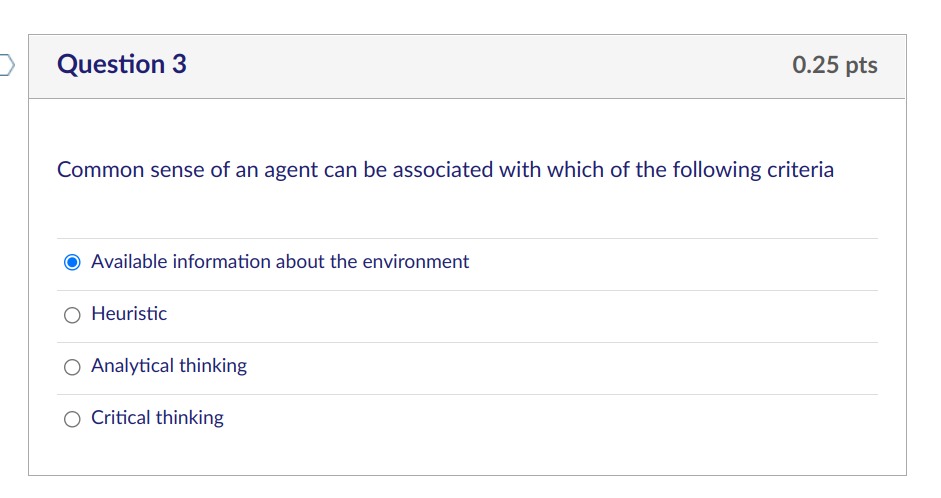 Question 3
0.25 pts
Common sense of an agent can be associated with which of the following criteria
Available information about the environment
Heuristic
Analytical thinking
Critical thinking